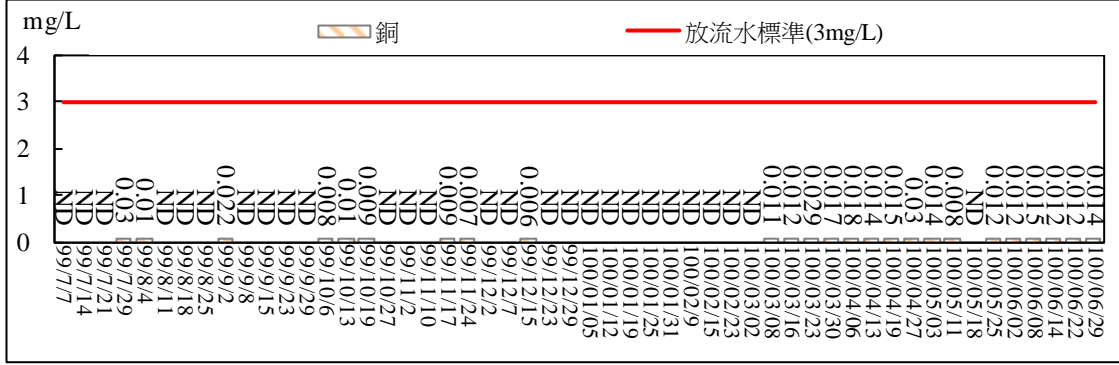 mg/L
銅
放流水標準(3mg/L)
4
3
2
1
0
ND
ND
ND
0.03
0.01
ND
ND
ND
0.022
ND
ND
ND
ND
0.008
0.01
0.009
ND
ND
ND
0.009
0.007
ND
ND
0.006
ND
ND
ND
ND
ND
ND
ND
ND
ND
ND
ND
0.011
0.012
0.029
0.017
0.018
0.014
0.015
0.03
0.014
0.008
ND
0.012
0.012
0.015
0.012
0.012
0.014
99/7/7
99/7/14
99/7/21
99/7/29
99/8/4
99/8/11
99/8/18
99/8/25
99/9/2
99/9/8
99/9/15
99/9/23
99/9/29
99/10/6
99/10/13
99/10/19
99/10/27
99/11/2
99/11/10
99/11/17
99/11/24
99/12/2
99/12/7
99/12/15
99/12/23
99/12/29
100/01/05
100/01/12
100/01/19
100/01/25
100/01/31
100/02/9
100/02/15
100/02/23
100/03/02
100/03/08
100/03/16
100/03/23
100/03/30
100/04/06
100/04/13
100/04/19
100/04/27
100/05/03
100/05/11
100/05/18
100/05/25
100/06/02
100/06/08
100/06/14
100/06/22
100/06/29